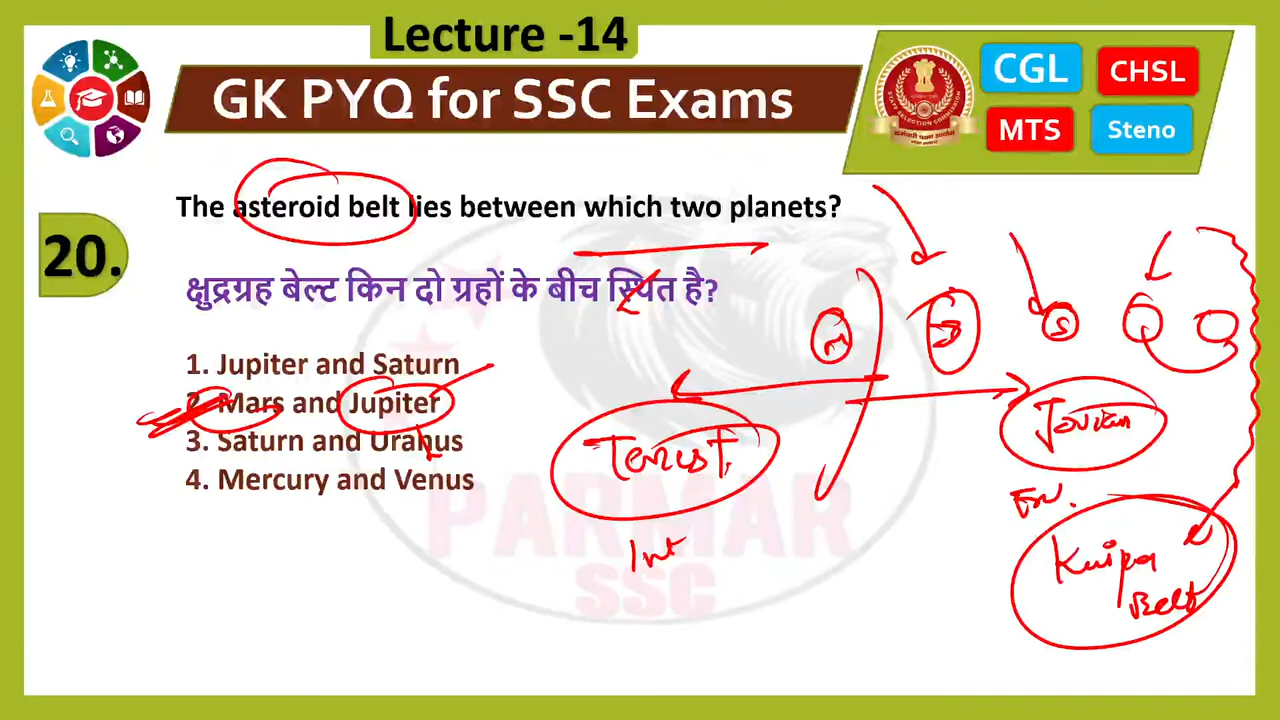 Lecture -14
GK PYQ for SSC Exams
CGL
CHSL
MTS
Steno
The asteroid belt lies between which two planets?
20.
क्षुद्रग्रह बेल्ट किन दो ग्रहों के बीच स्थित है?
1. Jupiter and Saturn
2. Mars and Jupiter
3. Saturn and Uranus
4. Mercury and Venus
M
J
S
Jovian
Int
Belt
PARMAR
SSC